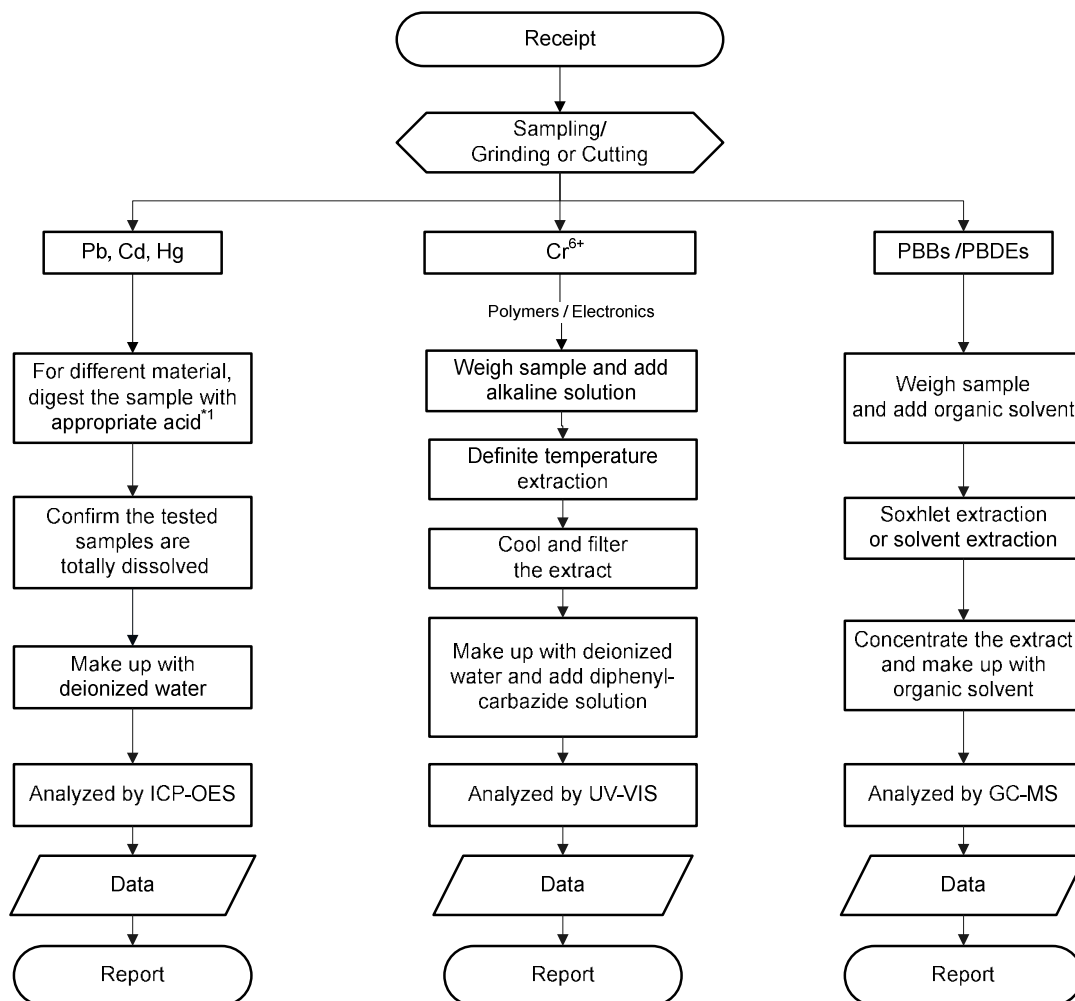 Receipt
Sampling/
Grinding or Cutting
Pb, Cd, Hg
For different material,
digest the sample with
appropriate acid*1
Confirm the tested
samples are
totally dissolved
Make up with
deionized water
Analyzed by ICP-OES
Data
Report
Cr6+
Polymers / Electronics
Weigh sample and add
alkaline solution
Definite temperature
extraction
Cool and filter
the extract
Make up with deionized
water and add diphenyl-
carbazide solution
Analyzed by UV-VIS
Data
Report
PBBs /PBDEs
Weigh sample
and add organic solvent
Soxhlet extraction
or solvent extraction
Concentrate the extract
and make up with
organic solvent
Analyzed by GC-MS
Data
Report